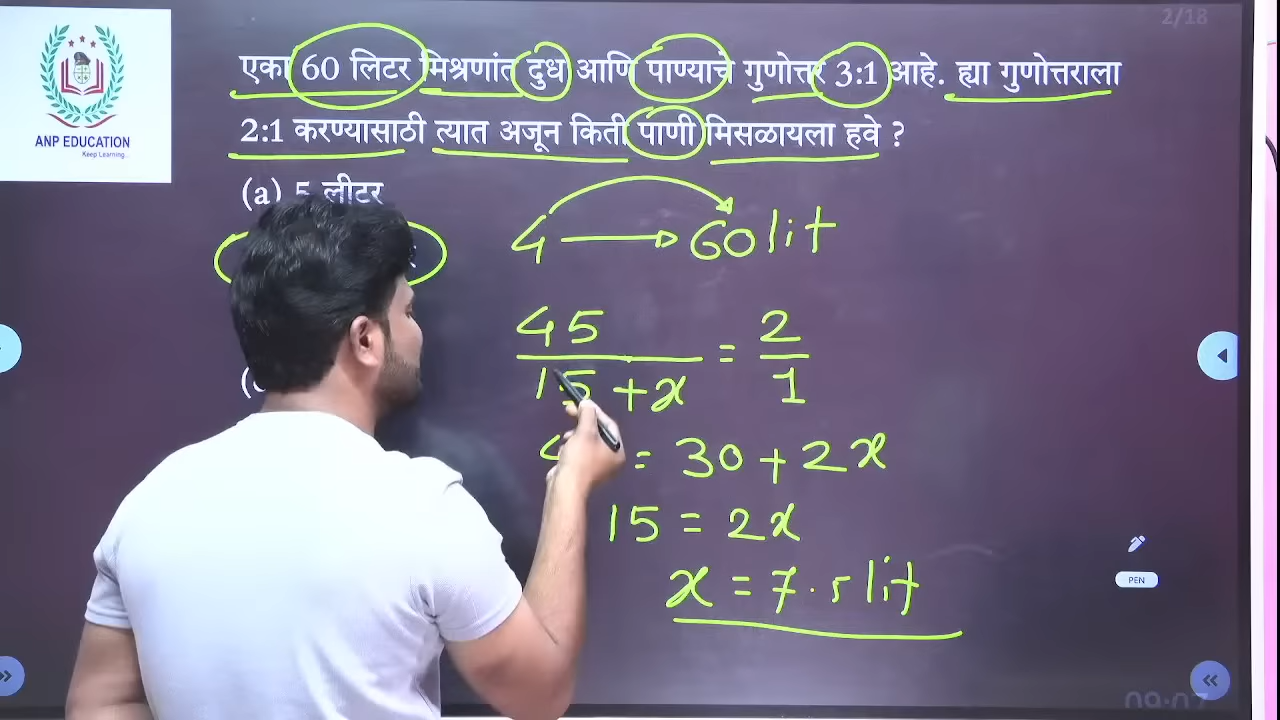 2/18
एका 60 लिटर मिश्रणांत दुध आणि पाण्याचे गुणोत्तर 3:1 आहे. ह्या गुणोत्तराला
2:1 करण्यासाठी त्यात अजून किती पाणी मिसळायला हवे ?
ANP EDUCATION
Keep Learning...
(a) 5 लीटर
4 → 60 lit
45 / 15 + x = 2 / 1
= 30 + 2x
15 = 2x
x = 7.5 lit
PEN